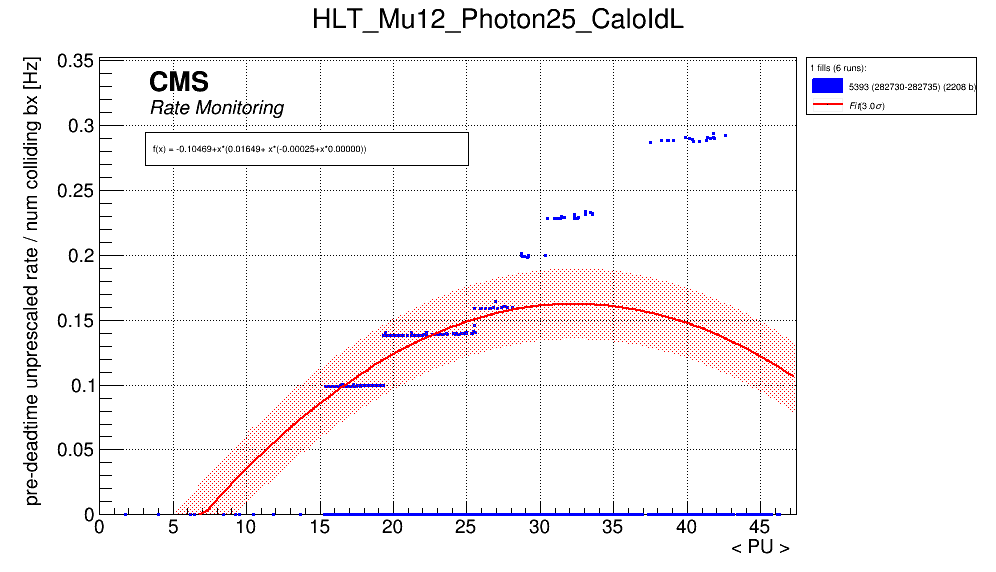 HLT_Mu12_Photon25_CaloIdL
pre-deadtime unprescaled rate / num colliding bx [Hz]
0.35
0.3
0.25
0.2
0.15
0.1
0.05
0
CMS
Rate Monitoring
f(x) = -0.10469+x*(0.01649+ x*(-0.00025+x*0.00000))
0 5 10 15 20 25 30 35 40 45
< PU >
1 fills (6 runs):
5393 (282730-282735) (2208 b)
Fit(3.0σ)